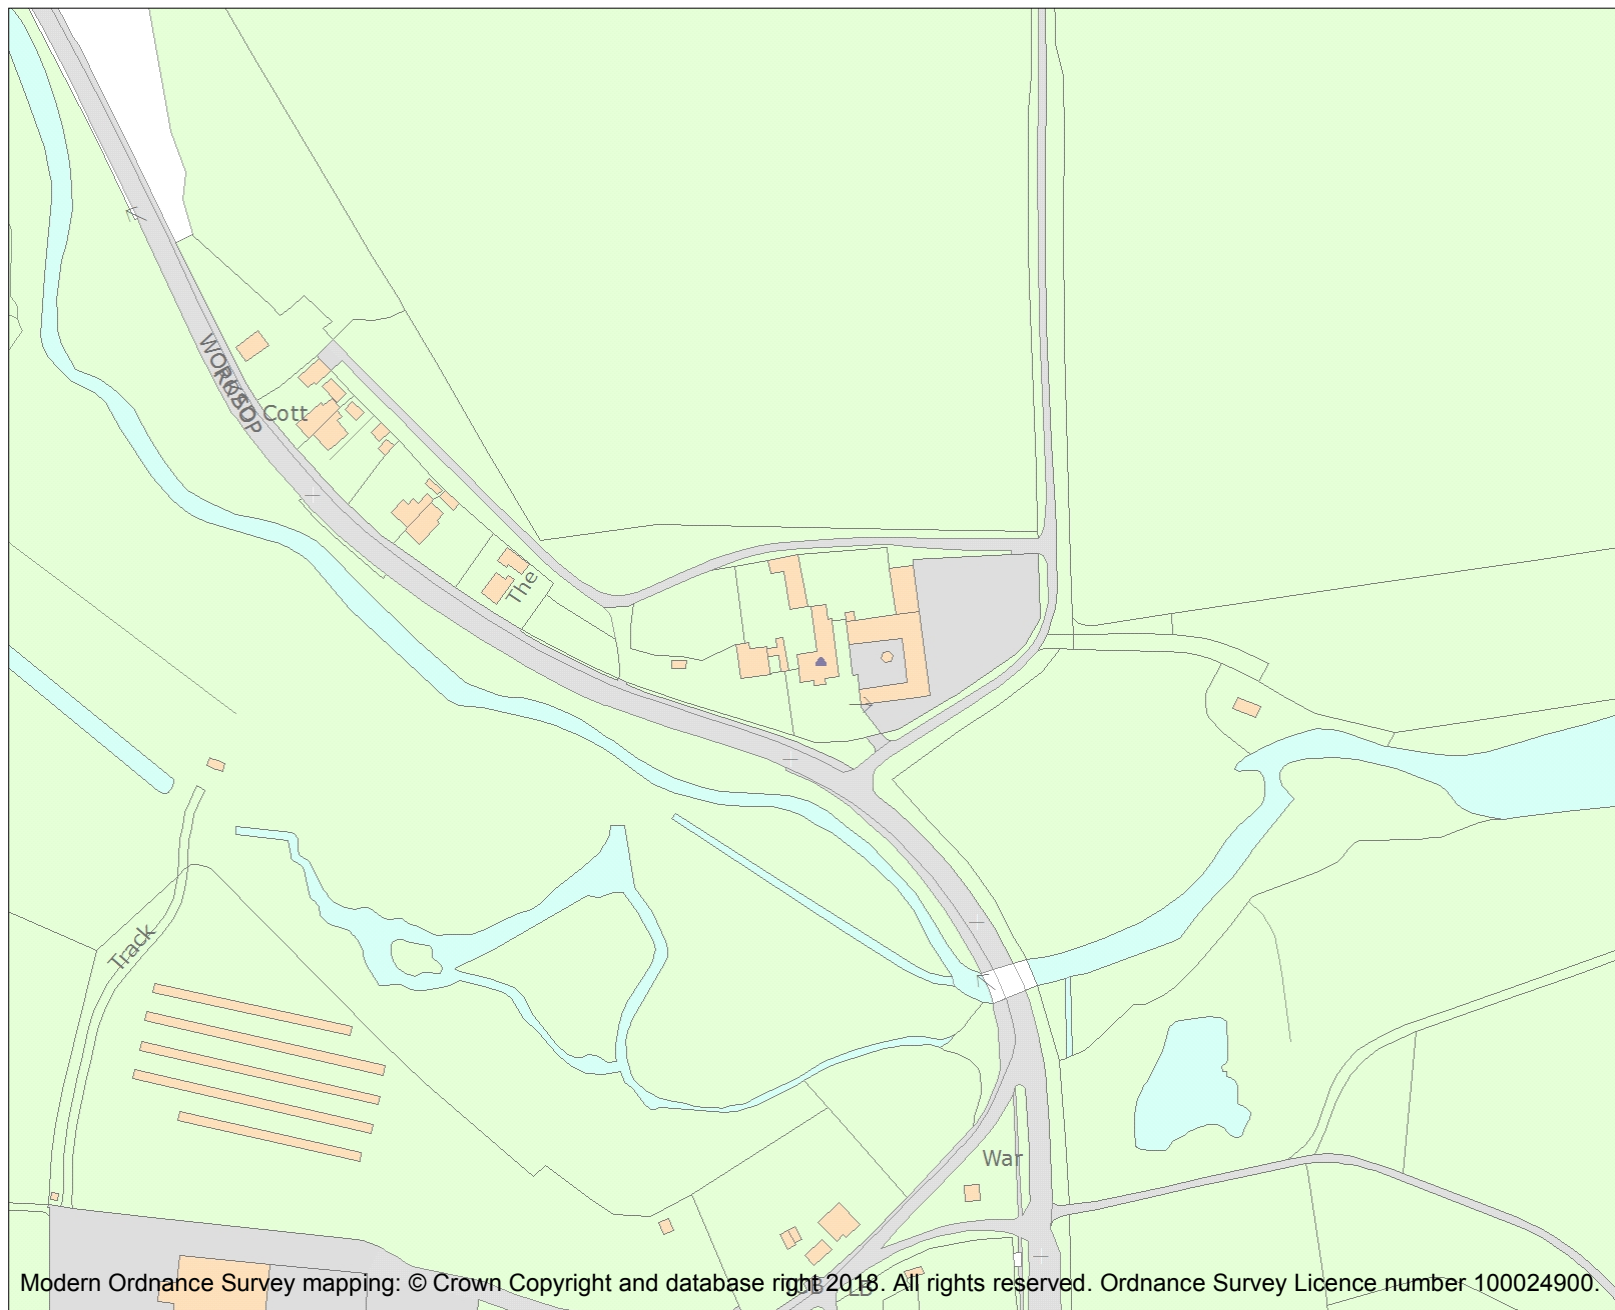 WORKSOP
Cott
The
Track
War
Modern Ordnance Survey mapping: © Crown Copyright and database right 2018. All rights reserved. Ordnance Survey Licence number 100024900.
LB